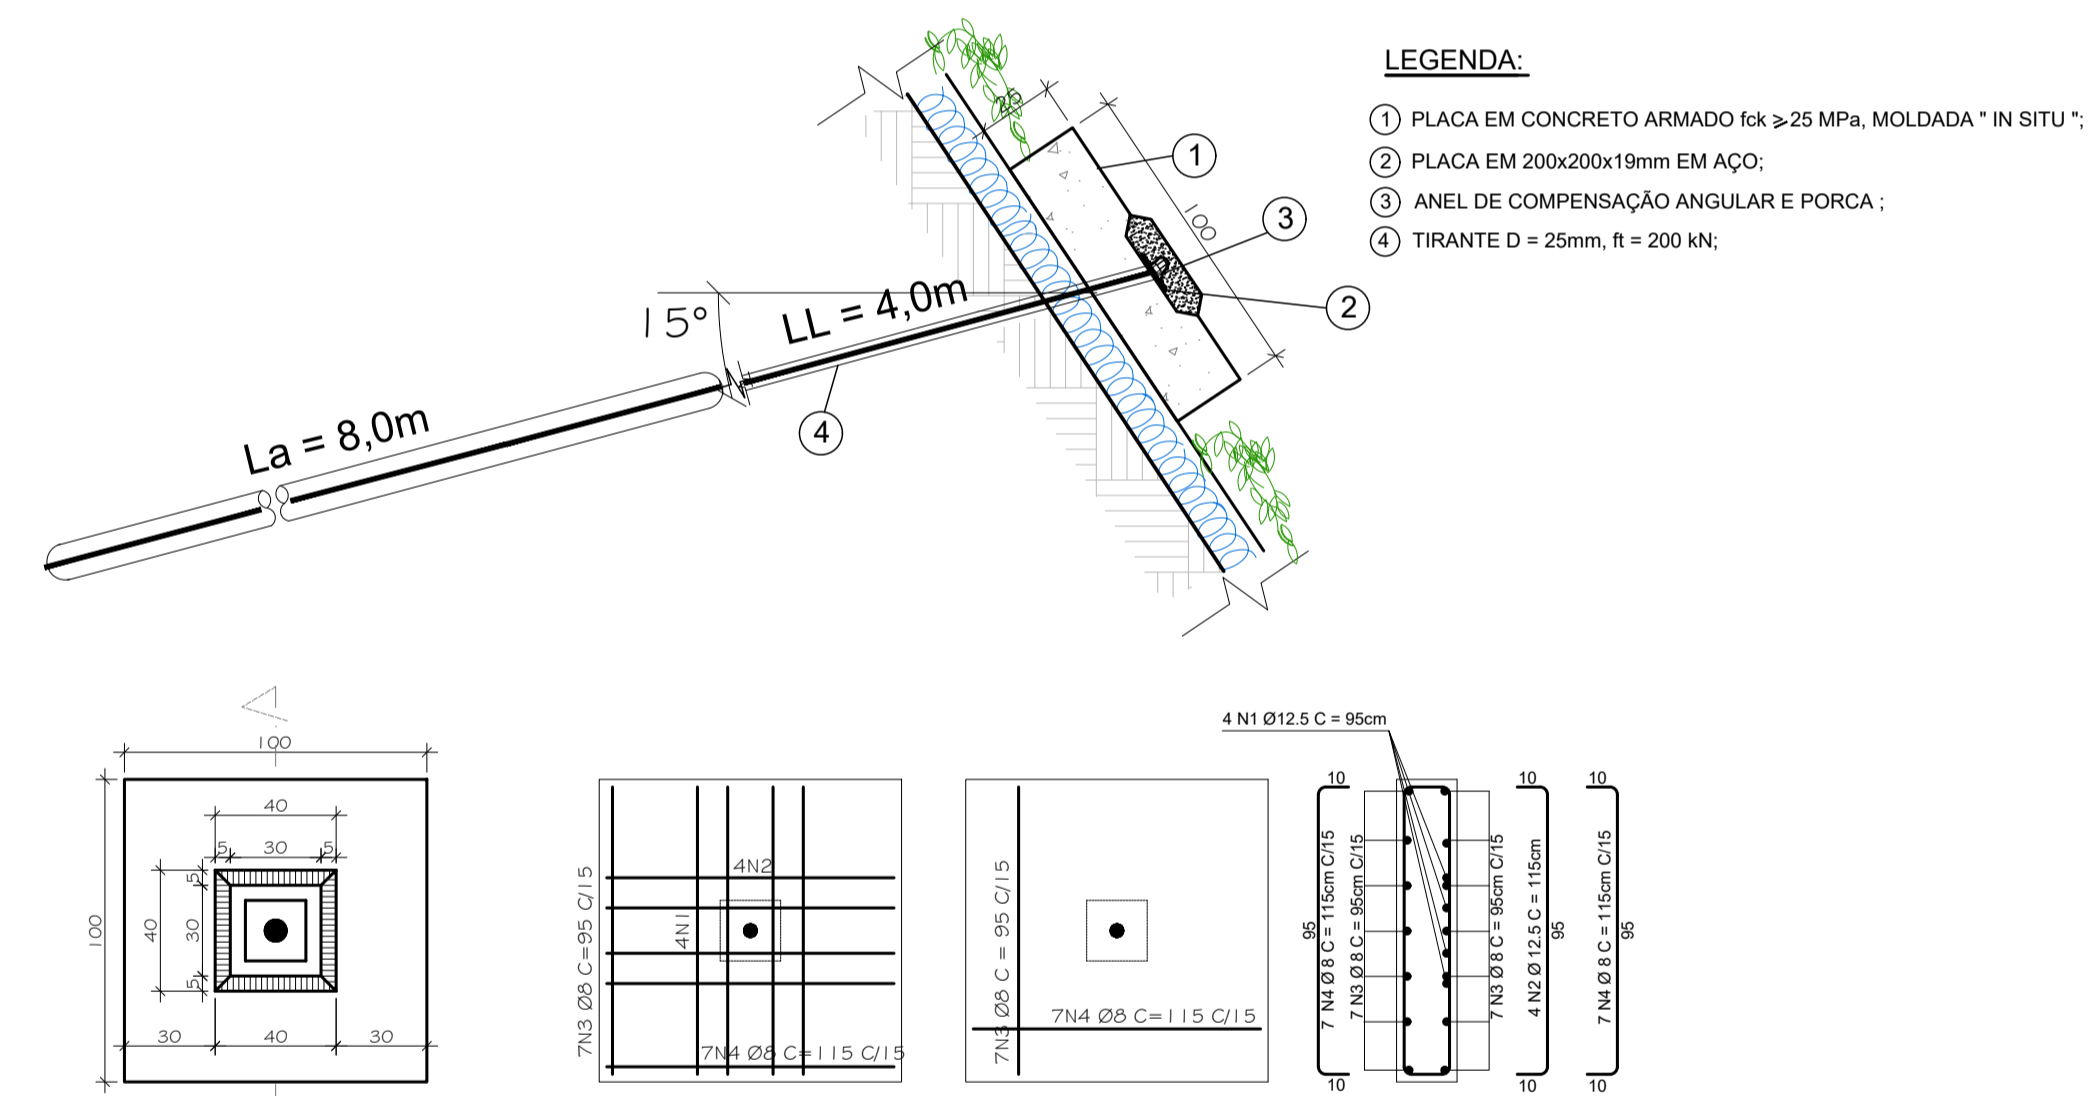 LEGENDA:
1 PLACA EM CONCRETO ARMADO fck ⩾25 MPa, MOLDADA " IN SITU ";
2 PLACA EM 200x200x19mm EM AÇO;
3 ANEL DE COMPENSAÇÃO ANGULAR E PORCA ;
4 TIRANTE D = 25mm, ft = 200 kN;
25
1
100
3
2
15°
LL = 4,0m
4
La = 8,0m
100
40
5 30 5
100
40
5
30
5
30 40 30
7N3 Ø8 C=95 C/15
4N2
4N1
7N4 Ø8 C=115 C/15
7N3 Ø8 C = 95 C/15
7N4 Ø8 C=115 C/15
4 N1 Ø12.5 C = 95cm
10
95
7 N4 Ø 8 C = 115cm C/15
10
7 N3 Ø 8 C = 95cm C/15
7 N3 Ø 8 C = 95cm C/15
10
4 N2 Ø 12.5 C = 115cm
95
10
10
7 N4 Ø 8 C = 115cm C/15
95
10